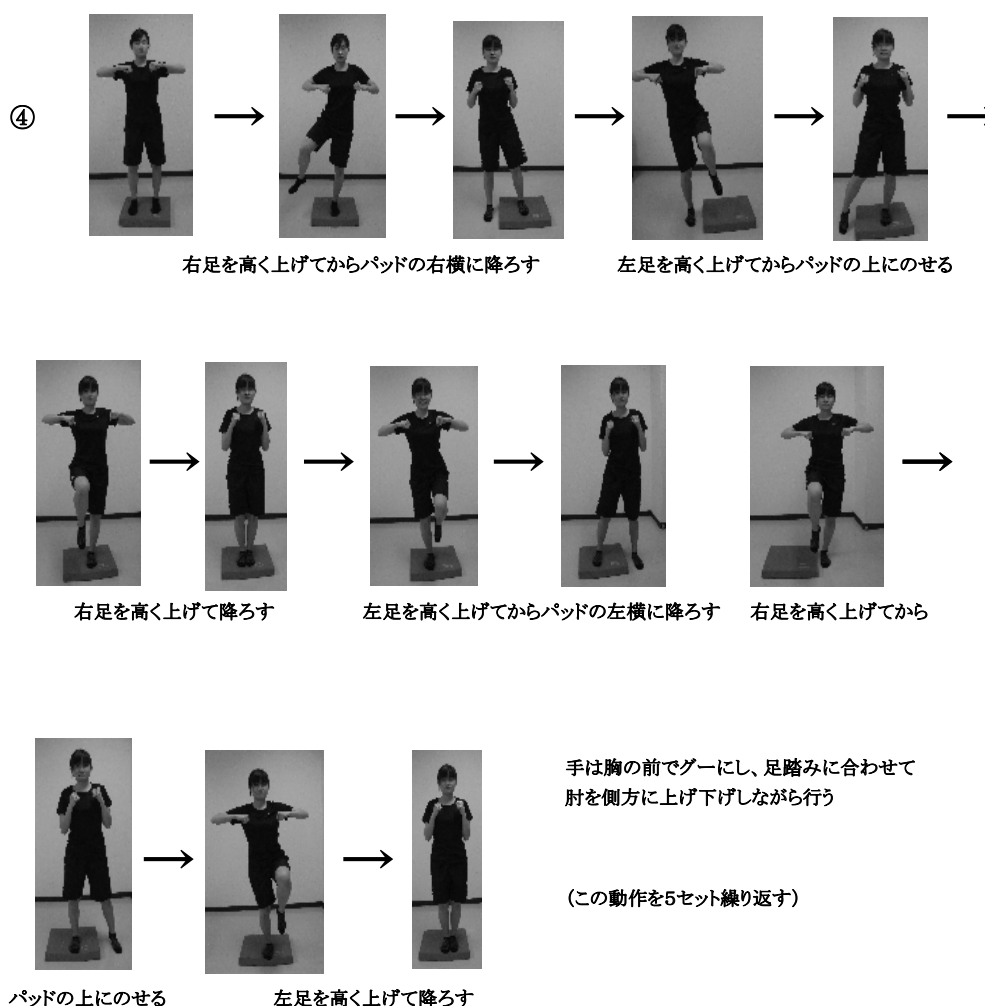 ④
右足を高く上げてからパッドの右横に降ろす
左足を高く上げてからパッドの上にのせる
右足を高く上げて降ろす
左足を高く上げてからパッドの左横に降ろす
右足を高く上げてから
手は胸の前でグーにし、足踏みに合わせて
肘を側方に上げ下げしながら行う
(この動作を5セット繰り返す)
パッドの上にのせる
左足を高く上げて降ろす